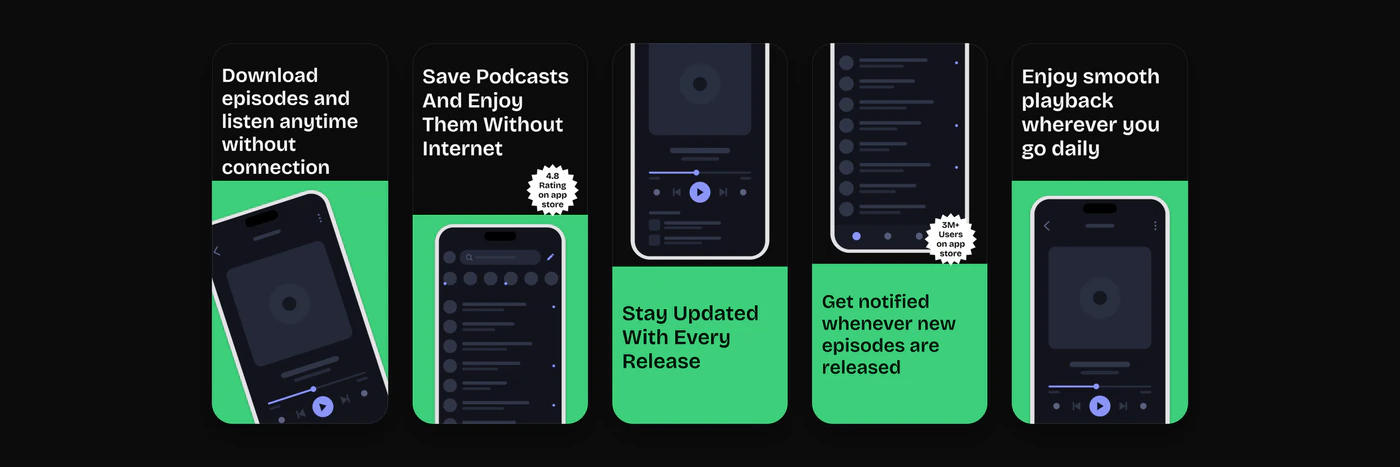 Download
episodes and
listen anytime
without
connection
Save Podcasts
And Enjoy
Them Without
Internet
4.8
Rating
on app
store
Stay Updated
With Every
Release
3M+
Users
on app
store
Get notified
whenever new
episodes are
released
Enjoy smooth
playback
wherever you
go daily